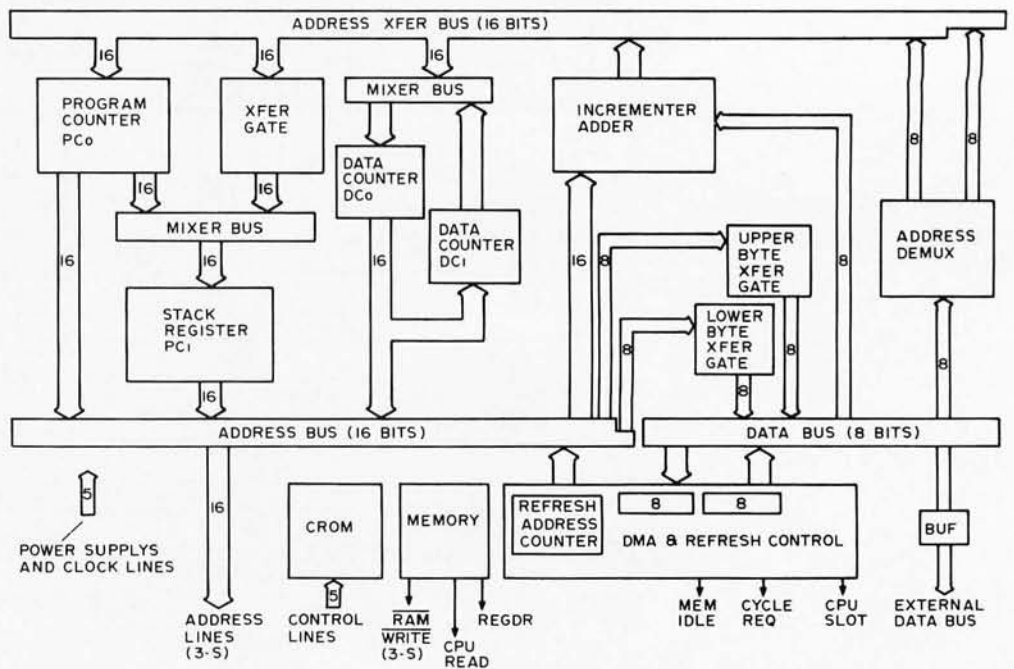 ADDRESS XFER BUS (16 BITS)
16
16
16
PROGRAM
COUNTER
PC0
XFER
GATE
MIXER BUS
INCREMENTER
ADDER
8
8
16
16
DATA
COUNTER
DC0
DATA
COUNTER
DC1
MIXER BUS
16
16
STACK
REGISTER
PC1
16
16
16
8
UPPER
BYTE
XFER
GATE
8
ADDRESS
DEMUX
LOWER
BYTE
XFER
GATE
8
8
8
8
ADDRESS BUS (16 BITS)
DATA BUS (8 BITS)
5
POWER SUPPLYS
AND CLOCK LINES
16
ADDRESS
LINES
(3-S)
CROM
5
CONTROL
LINES
MEMORY
RAM
WRITE
(3-S)
CPU
READ
REGDR
REFRESH
ADDRESS
COUNTER
8
8
DMA & REFRESH CONTROL
MEM
IDLE
CYCLE
REQ
CPU
SLOT
BUF
EXTERNAL
DATA BUS